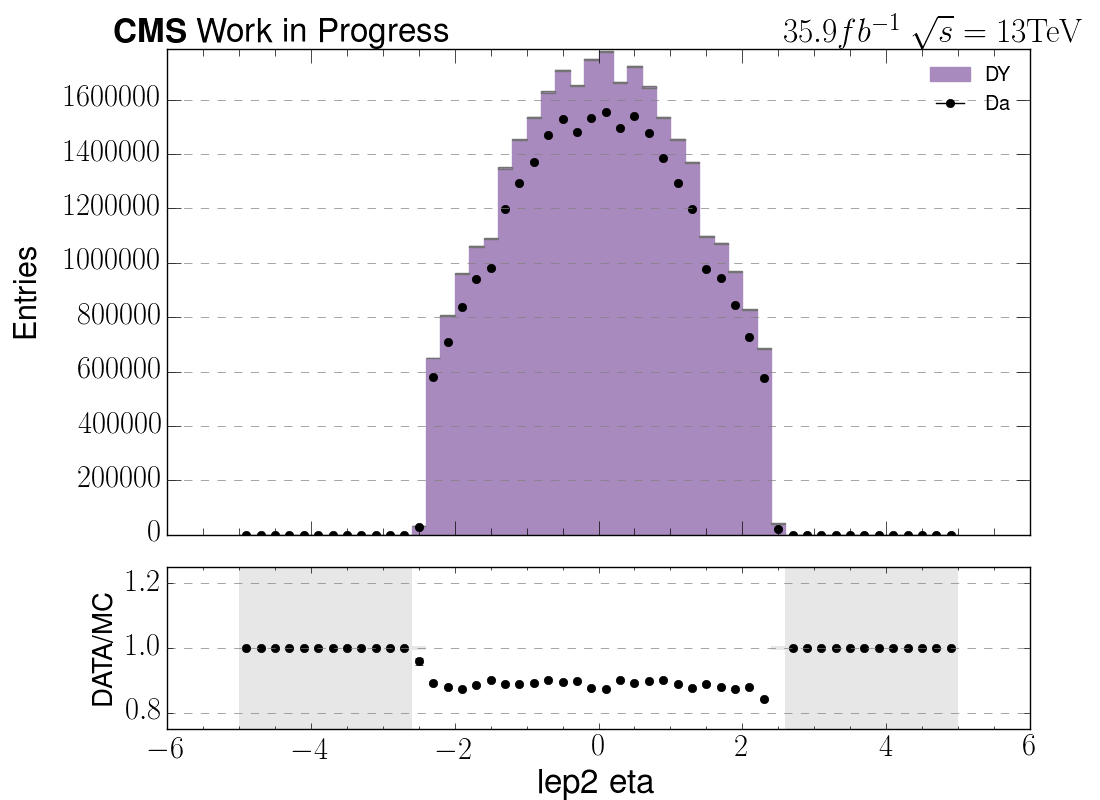 CMS Work in Progress
35.9fb⁻¹ √s = 13TeV
DY
Da
Entries
1600000
1400000
1200000
1000000
800000
600000
400000
200000
0
DATA/MC
1.2
1.0
0.8
−6 −4 −2 0 2 4 6
lep2 eta